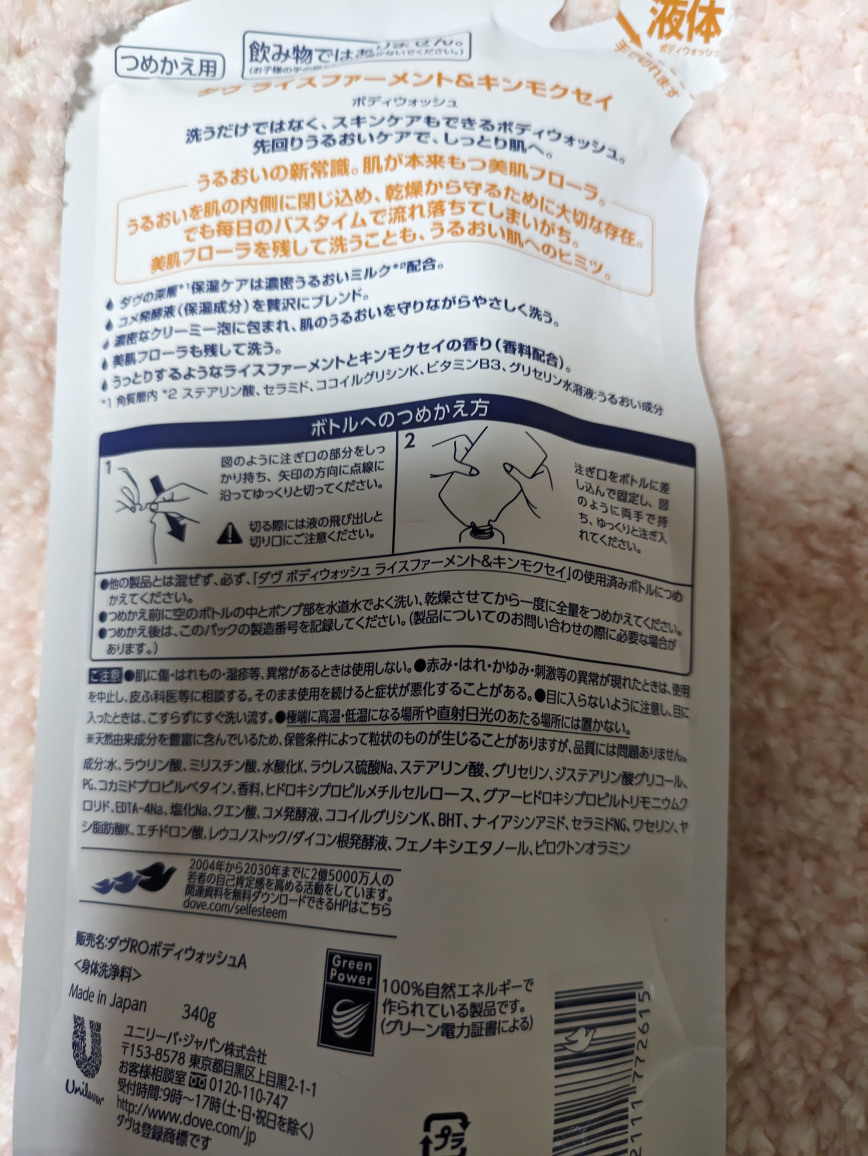 液体
ボディウォッシュ
手で切れます
つめかえ用
飲み物ではありません。
ダヴ ライスファーメント&キンモクセイ
ボディウォッシュ
洗うだけではなく、スキンケアもできるボディウォッシュ。
先回りうるおいケアで、しっとり肌へ。
うるおいの新常識。肌が本来もつ美肌フローラ。
うるおいを肌の内側に閉じ込め、乾燥から守るために大切な存在。
でも毎日のバスタイムで流れ落ちてしまいがち。
美肌フローラを残して洗うことも、うるおい肌へのヒミツ。
ダヴの深層*1保湿ケアは濃密うるおいミルク*2配合。
コメ発酵液(保湿成分)を贅沢にブレンド。
濃密なクリーミー泡に包まれ、肌のうるおいを守りながらやさしく洗う。
美肌フローラも残して洗う。
うっとりするようなライスファーメントとキンモクセイの香り(香料配合)。
*1 角質層内 *2 ステアリン酸、セラミド、ココイルグリシンK、ビタミンB3、グリセリン水溶液:うるおい成分
ボトルへのつめかえ方
1
図のように注ぎ口の部分をしっ
かり持ち、矢印の方向に点線に
沿ってゆっくりと切ってください。
切る際には液の飛び出しと
切り口にご注意ください。
2
注ぎ口をボトルに差
し込んで固定し、図
のように両手で持
ち、ゆっくりと注ぎ入
れてください。
●他の製品とは混ぜず、必ず、「ダヴ ボディウォッシュ ライスファーメント&キンモクセイ」の使用済みボトルにつめ
かえてください。
●つめかえ前に空のボトルの中とポンプ部を水道水でよく洗い、乾燥させてから一度に全量をつめかえてください。
●つめかえ後は、このパックの製造番号を記録してください。(製品についてのお問い合わせの際に必要な場合が
あります。)
ご注意 ●肌に傷・はれもの・湿疹等、異常があるときは使用しない。●赤み・はれ・かゆみ・刺激等の異常が現れたときは、使用
を中止し、皮ふ科医等に相談する。そのまま使用を続けると症状が悪化することがある。●目に入らないように注意し、目に
入ったときは、こすらずにすぐ洗い流す。●極端に高温・低温になる場所や直射日光のあたる場所には置かない。
※天然由来成分を豊富に含んでいるため、保管条件によって粒状のものが生じることがありますが、品質には問題ありません。
成分:水、ラウリン酸、ミリスチン酸、水酸化K、ラウレス硫酸Na、ステアリン酸、グリセリン、ジステアリン酸グリコール、
PG、コカミドプロピルベタイン、香料、ヒドロキシプロピルメチルセルロース、グアーヒドロキシプロピルトリモニウムク
ロリド、EDTA-4Na、塩化Na、クエン酸、コメ発酵液、ココイルグリシンK、BHT、ナイアシンアミド、セラミドNG、ワセリン、ヤ
シ脂肪酸K、エチドロン酸、レウコノストック/ダイコン根発酵液、フェノキシエタノール、ピロクトンオラミン
2004年から2030年までに2億5000万人の
若者の自己肯定感を高める活動をしています。
関連資料を無料ダウンロードできるHPはこちら
dove.com/selfesteem
販売名:ダヴROボディウォッシュA
<身体洗浄料>
Made in Japan 340g
Green
Power
100%自然エネルギーで
作られている製品です。
(グリーン電力証書による)
Unilever
ユニリーバ・ジャパン株式会社
〒153-8578 東京都目黒区上目黒2-1-1
お客様相談室 0120-110-747
受付時間:9時〜17時(土・日・祝日を除く)
http://www.dove.com/jp
ダヴは登録商標です
プラ
2111 772615